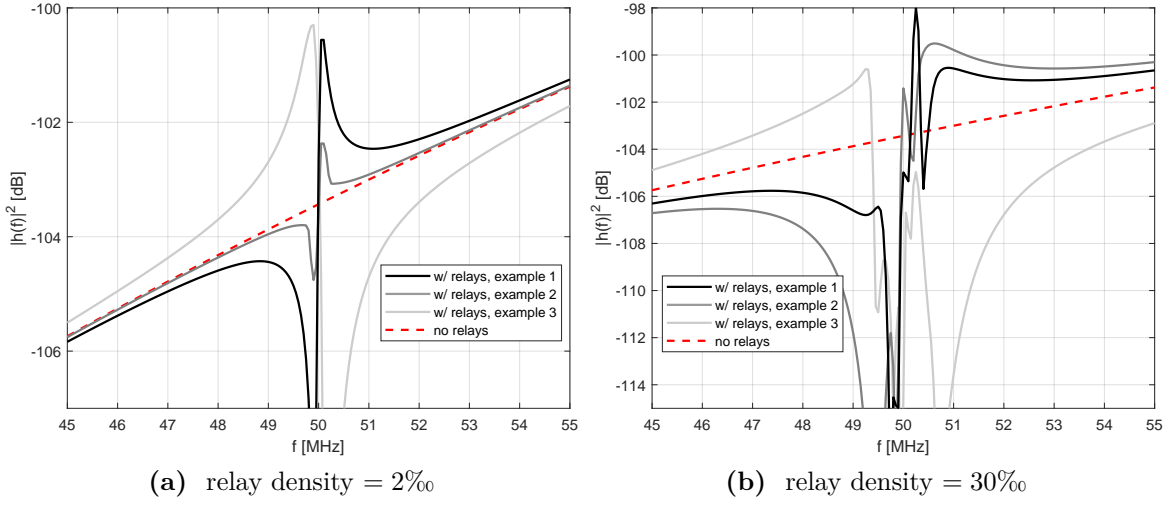 -100
-102
-104
-106
|h(f)|² [dB]
w/ relays, example 1
w/ relays, example 2
w/ relays, example 3
no relays
45 46 47 48 49 50 51 52 53 54 55
f [MHz]
(a) relay density = 2‰
-98
-100
-102
-104
-106
-108
-110
-112
-114
|h(f)|² [dB]
w/ relays, example 1
w/ relays, example 2
w/ relays, example 3
no relays
45 46 47 48 49 50 51 52 53 54 55
f [MHz]
(b) relay density = 30‰